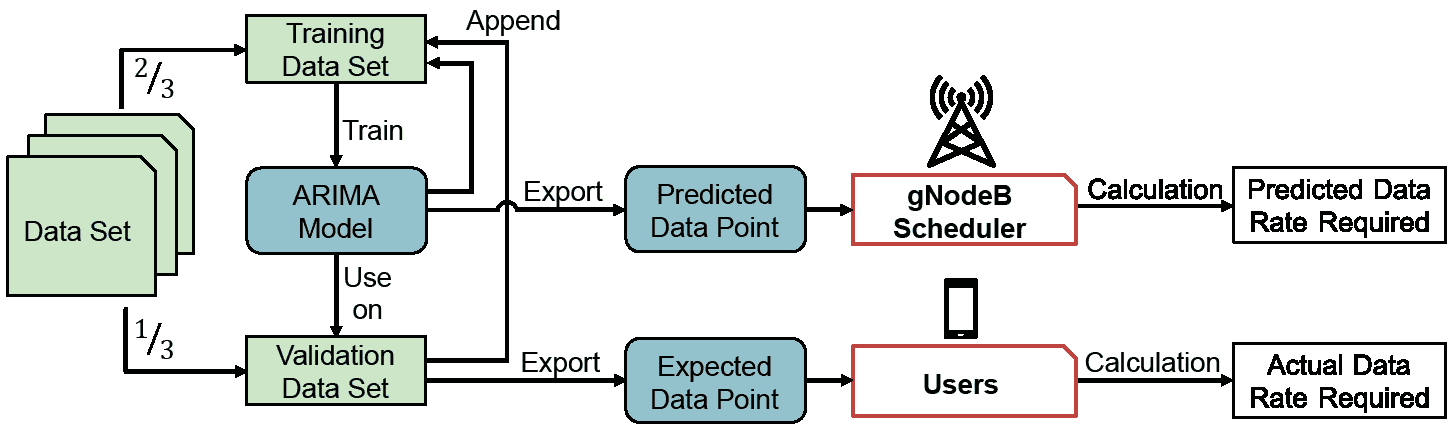 Append
Training
Data Set
2/3
Train
Data Set
ARIMA
Model
Export
Predicted
Data Point
gNodeB
Scheduler
Calculation
Predicted Data
Rate Required
Use
on
1/3
Validation
Data Set
Export
Expected
Data Point
Users
Calculation
Actual Data
Rate Required